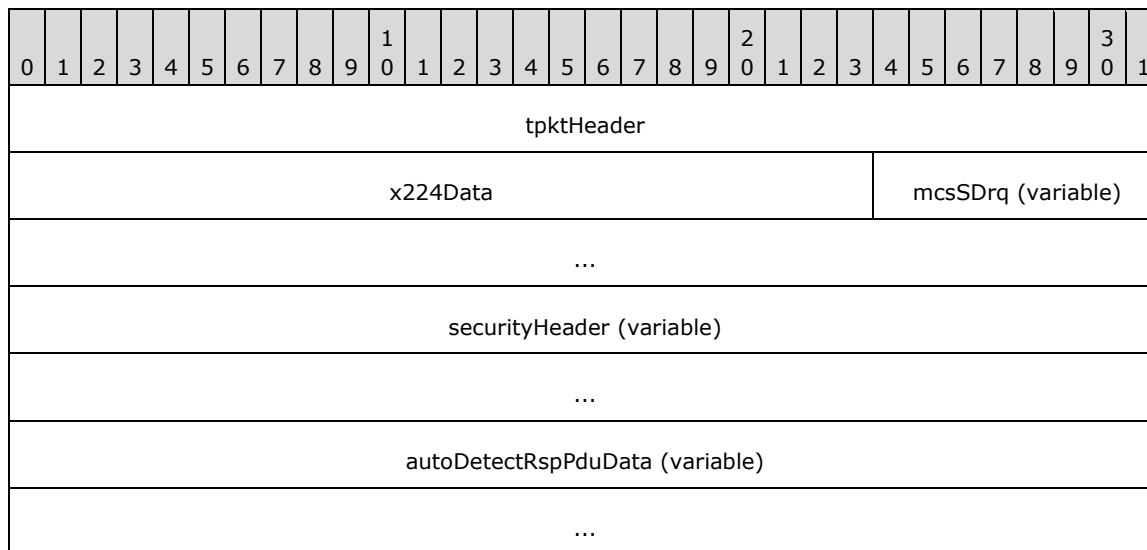 1 2 3
0 1 2 3 4 5 6 7 8 9 0 1 2 3 4 5 6 7 8 9 0 1 2 3 4 5 6 7 8 9 0 1
tpktHeader
x224Data mcsSDrq (variable)
...
securityHeader (variable)
...
autoDetectRspPduData (variable)
...